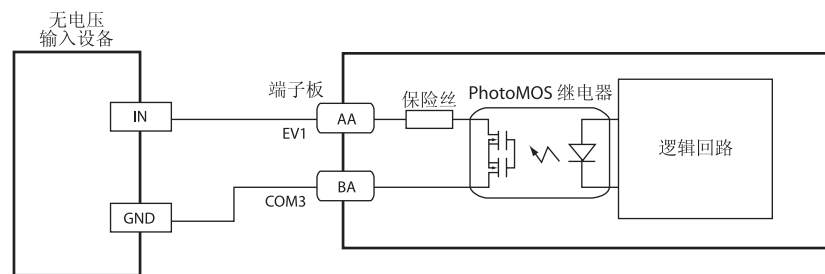 无电压
输入设备
端子板
保险丝
PhotoMOS 继电器
IN
AA
EV1
逻辑回路
BA
COM3
GND